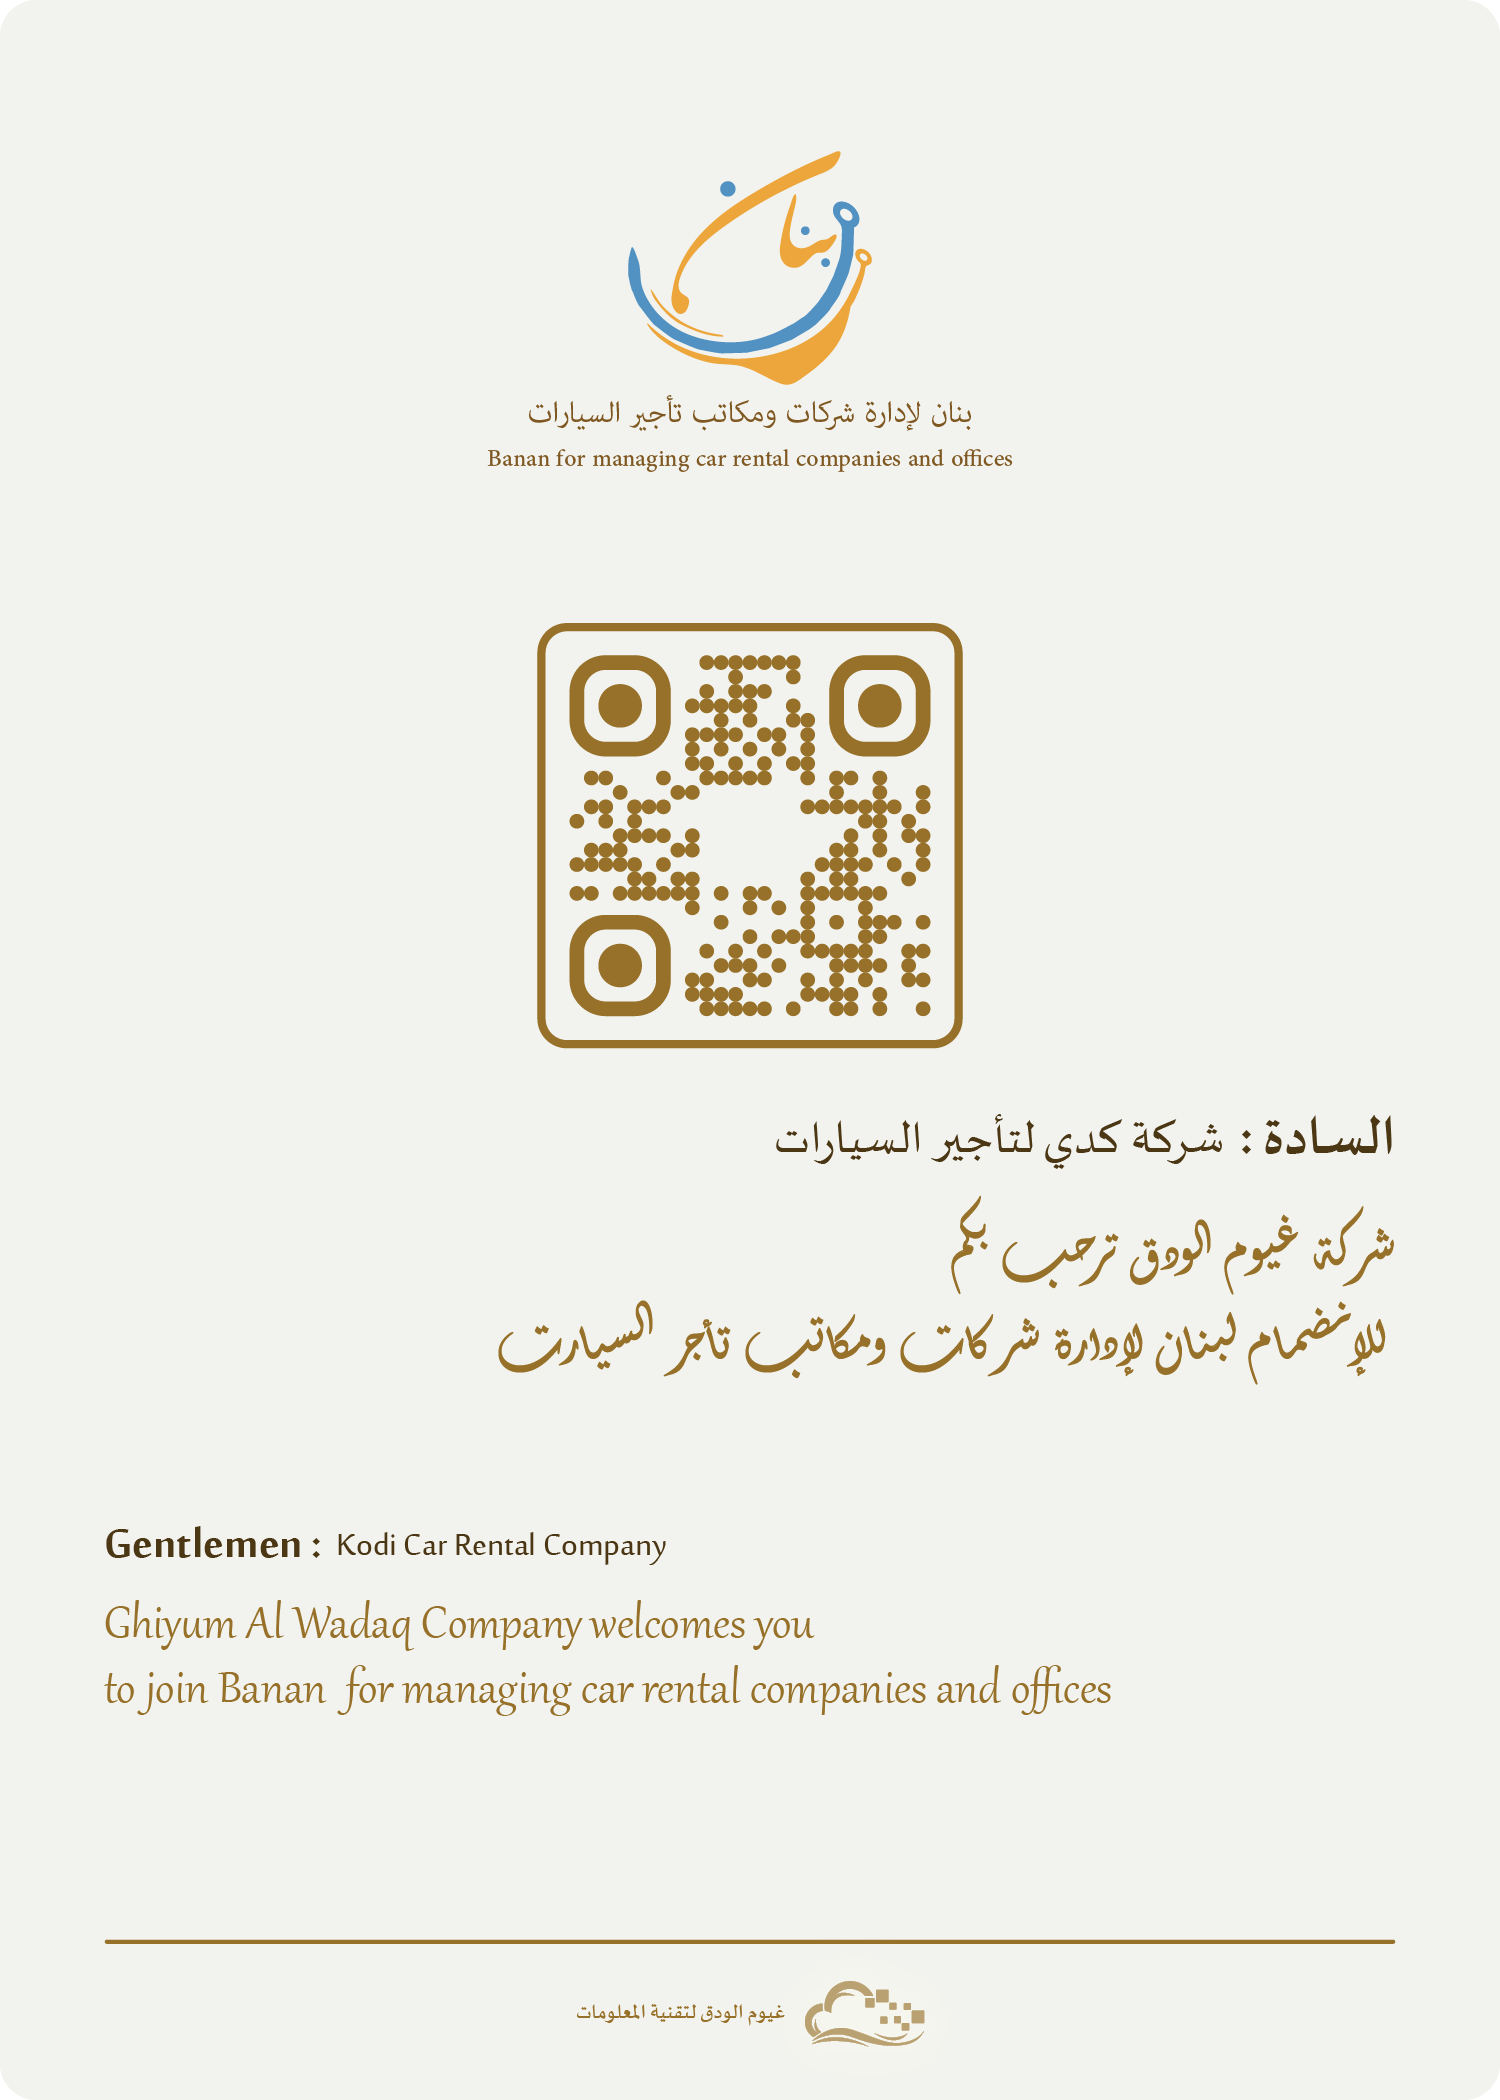 بنان
بنان لإدارة شركات ومكاتب تأجير السيارات
Banan for managing car rental companies and offices
السادة : شركة كدي لتأجير السيارات
شركة غيوم الودق ترحب بكم
للإنضمام لبنان لإدارة شركات ومكاتب تأجر السيارت
Gentlemen : Kodi Car Rental Company
Ghiyum Al Wadaq Company welcomes you
to join Banan for managing car rental companies and offices
غيوم الودق لتقنية المعلومات